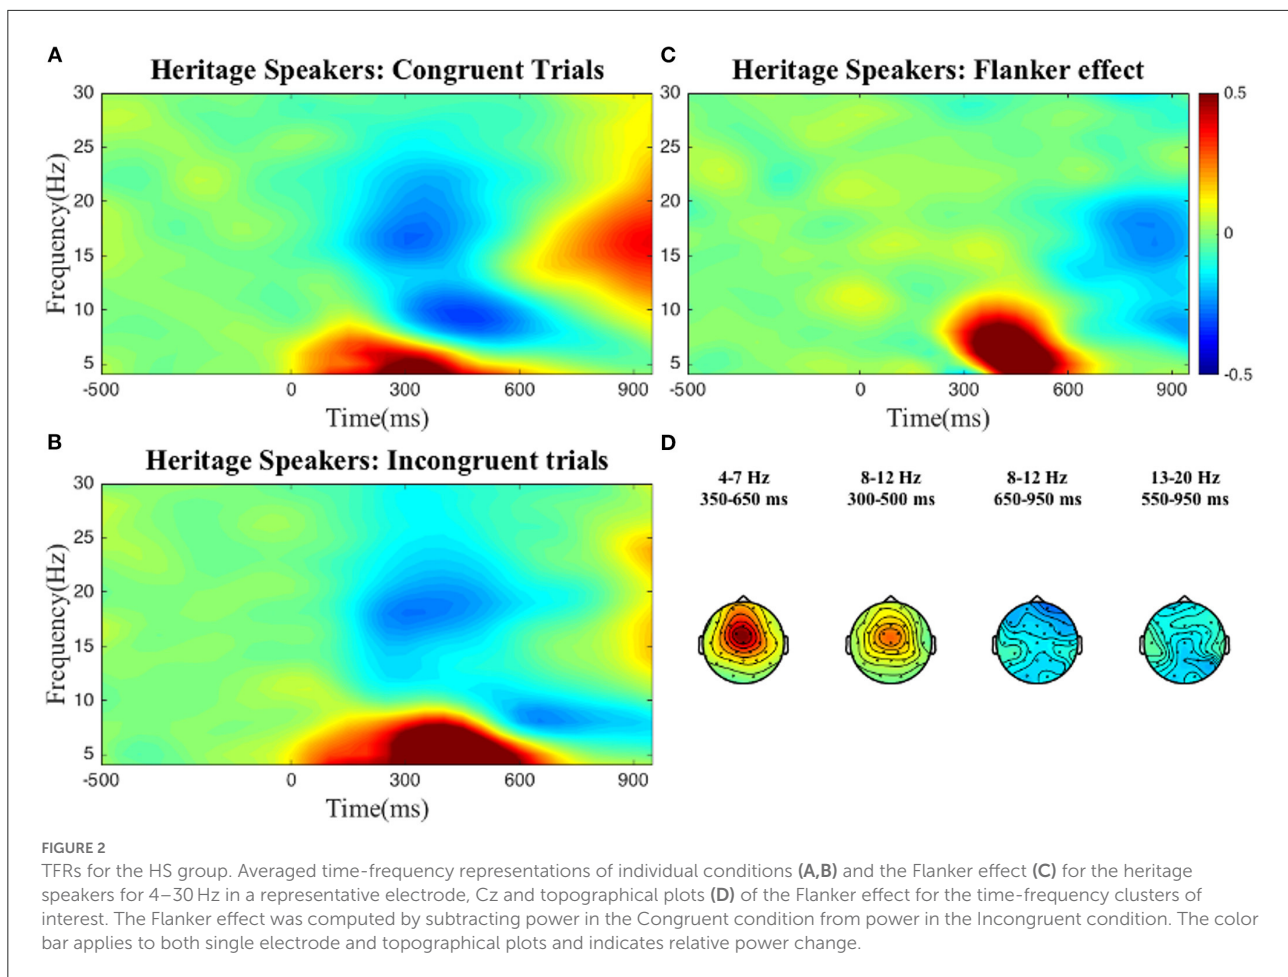 A
Heritage Speakers: Congruent Trials
30
25
20
15
10
5
Frequency(Hz)
-500
0
300
600
900
Time(ms)
C
Heritage Speakers: Flanker effect
30
25
20
15
10
5
-500
0
300
600
900
Time(ms)
0.5
0
-0.5
B
Heritage Speakers: Incongruent trials
30
25
20
15
10
5
Frequency(Hz)
-500
0
300
600
900
Time(ms)
D
4-7 Hz
350-650 ms
8-12 Hz
300-500 ms
8-12 Hz
650-950 ms
13-20 Hz
550-950 ms
FIGURE 2
TFRs for the HS group. Averaged time-frequency representations of individual conditions (A,B) and the Flanker effect (C) for the heritage
speakers for 4–30 Hz in a representative electrode, Cz and topographical plots (D) of the Flanker effect for the time-frequency clusters of
interest. The Flanker effect was computed by subtracting power in the Congruent condition from power in the Incongruent condition. The color
bar applies to both single electrode and topographical plots and indicates relative power change.